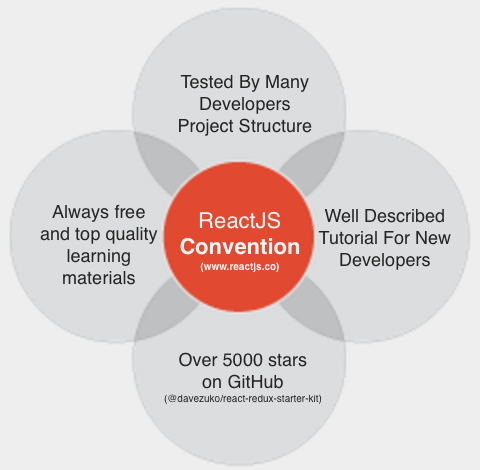 Tested By Many
Developers
Project Structure
Always free
and top quality
learning
materials
ReactJS
Convention
(www.reactjs.co)
Well Described
Tutorial For New
Developers
Over 5000 stars
on GitHub
(@davezuko/react-redux-starter-kit)